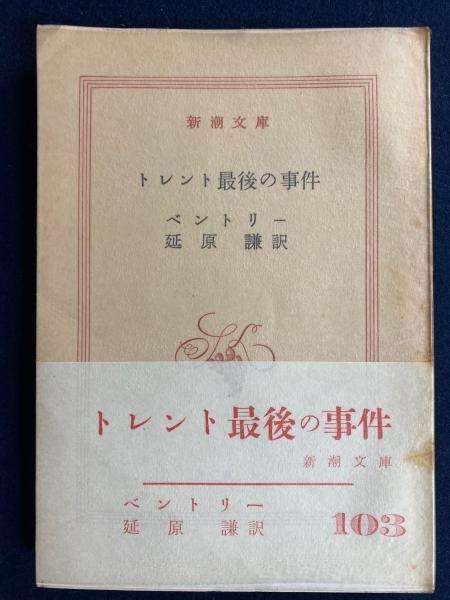 新潮文庫
トレント最後の事件
ベントリー
延原 謙訳
トレント最後の事件
新潮文庫
ベントリー
延原 謙訳
103